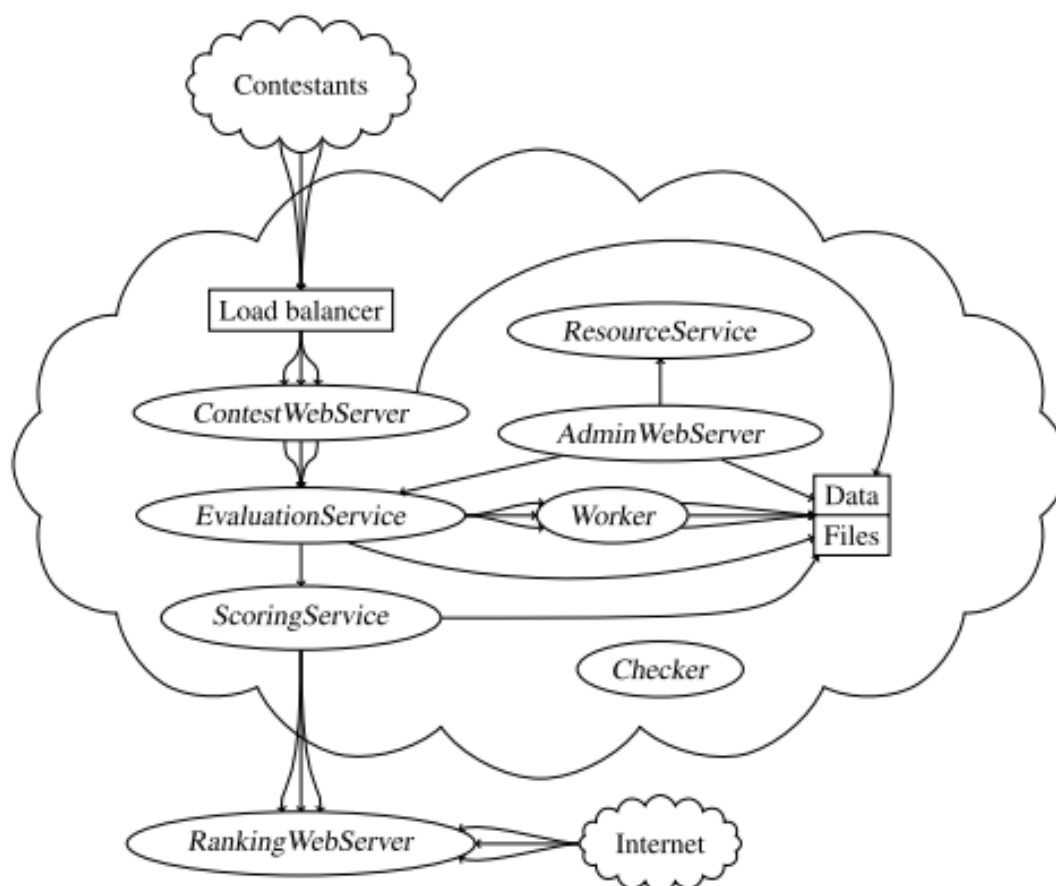 Contestants
Load balancer
ResourceService
ContestWebServer
AdminWebServer
Data
EvaluationService
Worker
Files
ScoringService
Checker
RankingWebServer
Internet